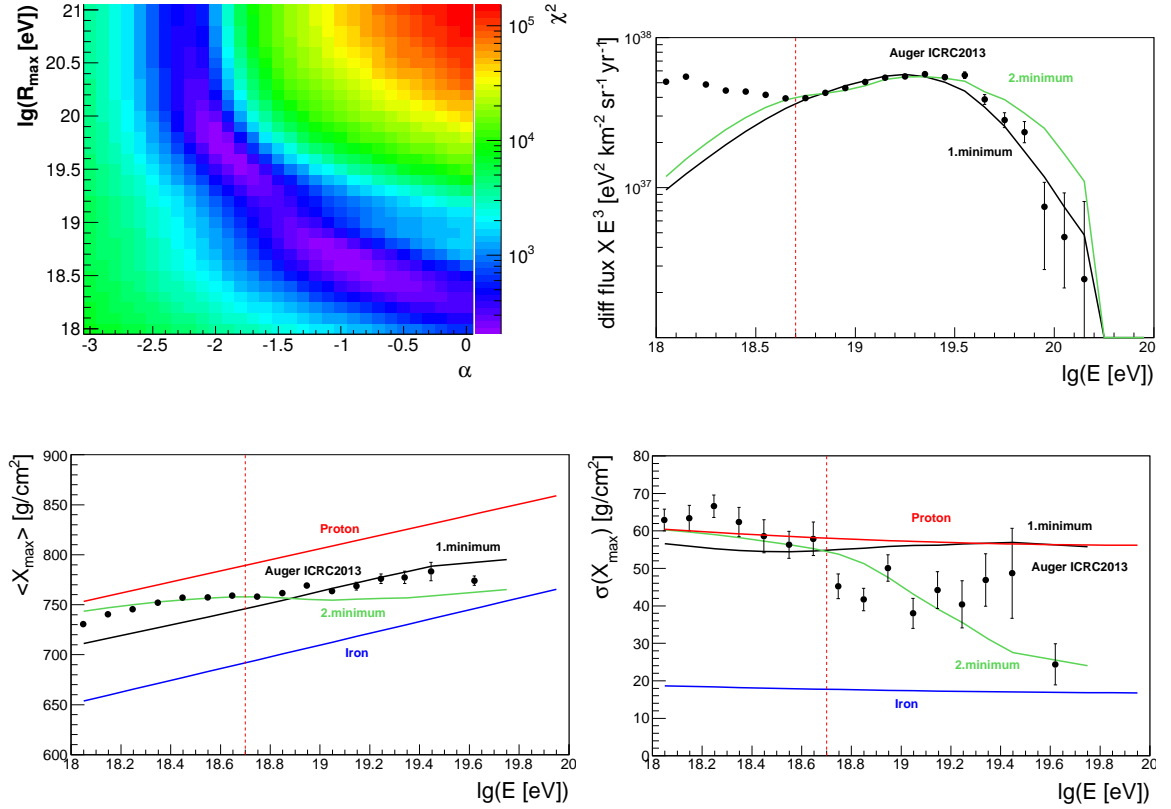 lg(R_max [eV])
21
20.5
20
19.5
19
18.5
18
-3 -2.5 -2 -1.5 -1 -0.5 0
α
10^5
10^4
10^3
χ^2
diff flux X E^3 [eV^2 km^-2 sr^-1 yr^-1]
10^38
10^37
Auger ICRC2013
2.minimum
1.minimum
18 18.5 19 19.5 20 20
lg(E [eV])
<X_max> [g/cm^2]
900
850
800
750
700
650
600
Proton
1.minimum
Auger ICRC2013
2.minimum
Iron
18 18.2 18.4 18.6 18.8 19 19.2 19.4 19.6 19.8 20
lg(E [eV])
σ(X_max) [g/cm^2]
80
70
60
50
40
30
20
10
0
Proton
1.minimum
Auger ICRC2013
2.minimum
Iron
18 18.2 18.4 18.6 18.8 19 19.2 19.4 19.6 19.8 20
lg(E [eV])